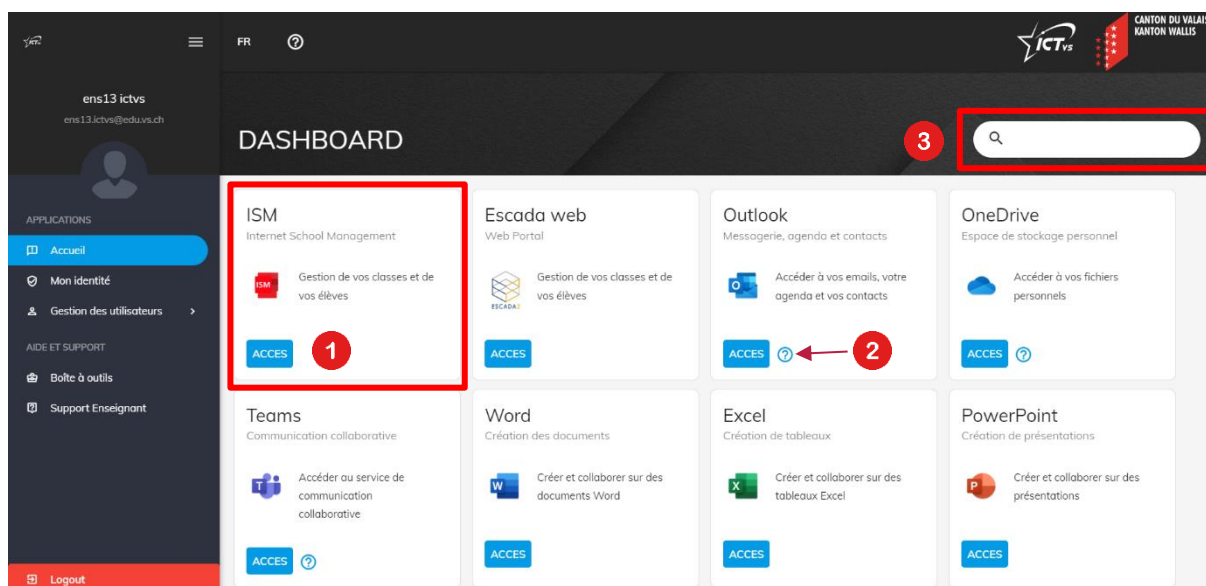 FR
ICTVS
CANTON DU VALAIS
KANTON WALLIS
ens13 ictvs
ens13.ictvs@edu.vs.ch
DASHBOARD
3
APPLICATIONS
Accueil
Mon identité
Gestion des utilisateurs
AIDE ET SUPPORT
Boîte à outils
Support Enseignant
Logout
ISM
Internet School Management
ISM
Gestion de vos classes et de
vos élèves
ACCES
1
Escada web
Web Portal
ESCADA2
Gestion de vos classes et de
vos élèves
ACCES
Outlook
Messagerie, agenda et contacts
Accéder à vos emails, votre
agenda et vos contacts
ACCES
2
OneDrive
Espace de stockage personnel
Accéder à vos fichiers
personnels
ACCES
Teams
Communication collaborative
Accéder au service de
communication
collaborative
ACCES
Word
Création des documents
Créer et collaborer sur des
documents Word
ACCES
Excel
Création de tableaux
Créer et collaborer sur des
tableaux Excel
ACCES
PowerPoint
Création de présentations
Créer et collaborer sur des
présentations
ACCES